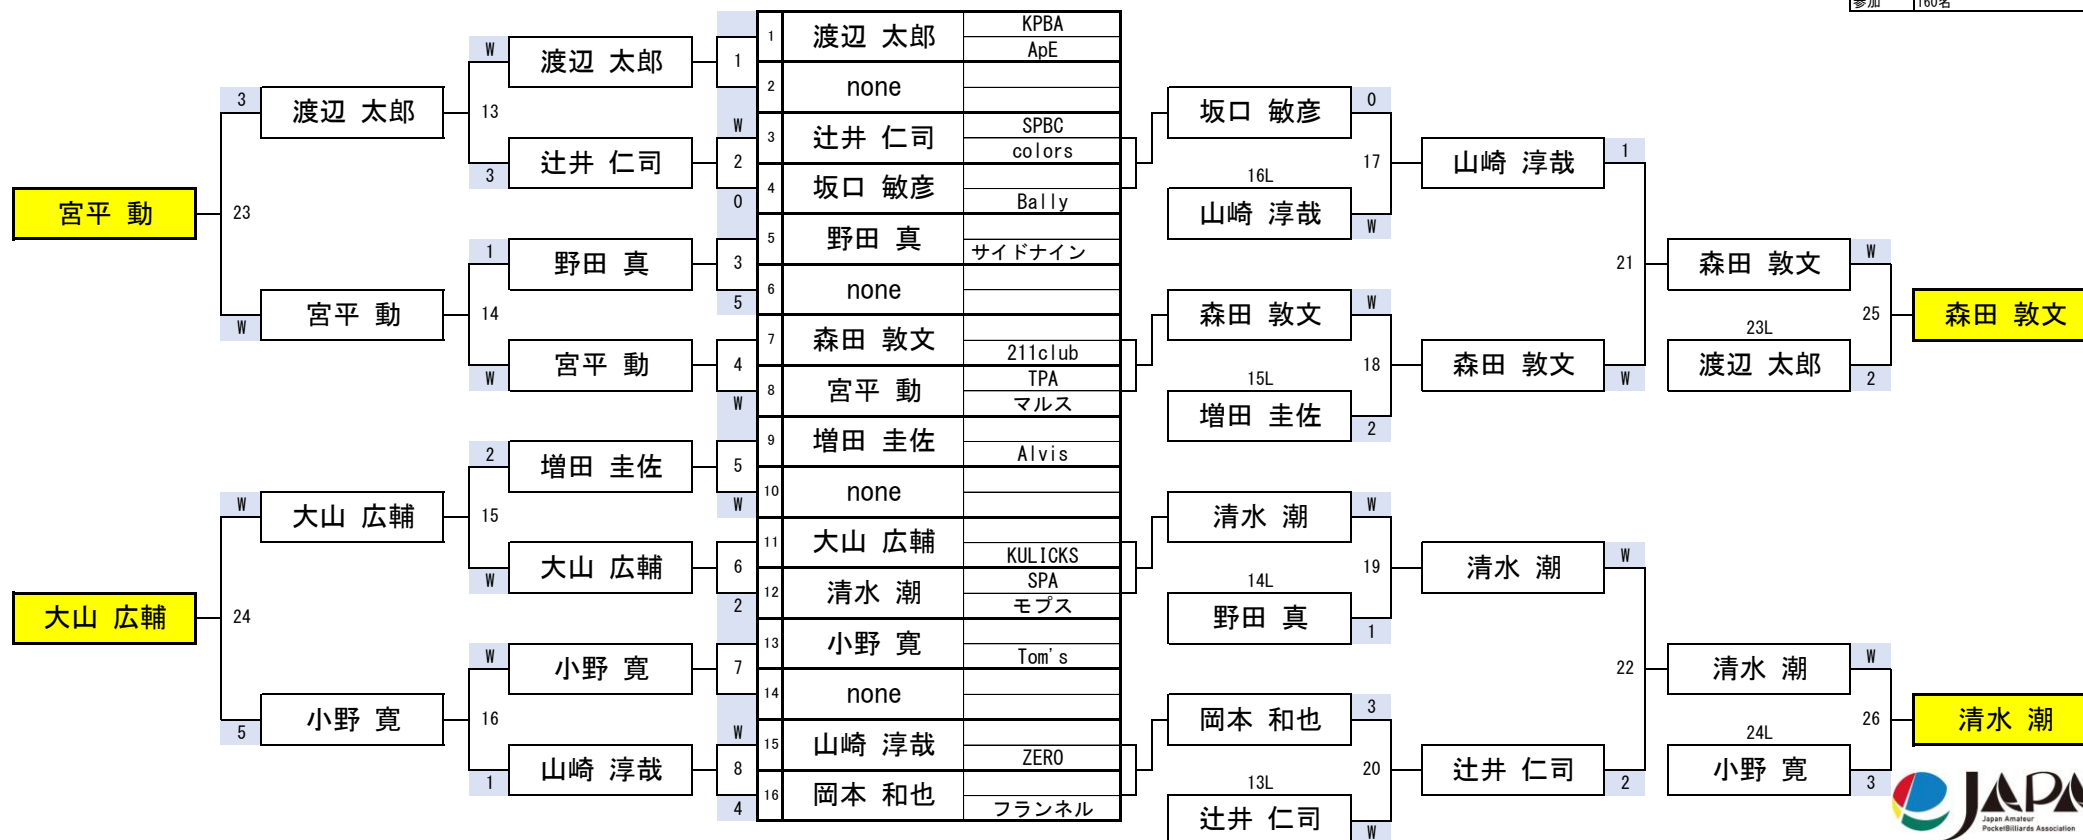 参加 160名
1 渡辺 太郎 KPBA
ApE
W 渡辺 太郎 1
2 none
3 渡辺 太郎 13
坂口 敏彦 0
W
3 辻井 仁司 SPBC
colors
3 辻井 仁司 2
17 山崎 淳哉 1
4 坂口 敏彦
Bally
0
16L
山崎 淳哉 W
宮平 動 23
5 野田 真
サイドナイン
1 野田 真 3
21 森田 敦文 W
6 none
5
W 宮平 動 14
森田 敦文 W
7 森田 敦文
211club
W 宮平 動 4
18 森田 敦文 W
25 森田 敦文
8 宮平 動 TPA
マルス
W
15L
増田 圭佐 2
23L
渡辺 太郎 2
9 増田 圭佐
Alvis
2 増田 圭佐 5
10 none
W
W 大山 広輔 15
清水 潮 W
11 大山 広輔
KULICKS
W 大山 広輔 6
19 清水 潮 W
12 清水 潮 SPA
モプス
2
14L
野田 真 1
大山 広輔 24
13 小野 寛
Tom's
W 小野 寛 7
22 清水 潮 W
14 none
5 小野 寛 16
岡本 和也 3
W
15 山崎 淳哉
ZERO
1 山崎 淳哉 8
20 辻井 仁司 2
26 清水 潮
16 岡本 和也
フランネル
4
13L
辻井 仁司 W
24L
小野 寛 3
JAPA
Japan Amateur
PocketBilliards Association